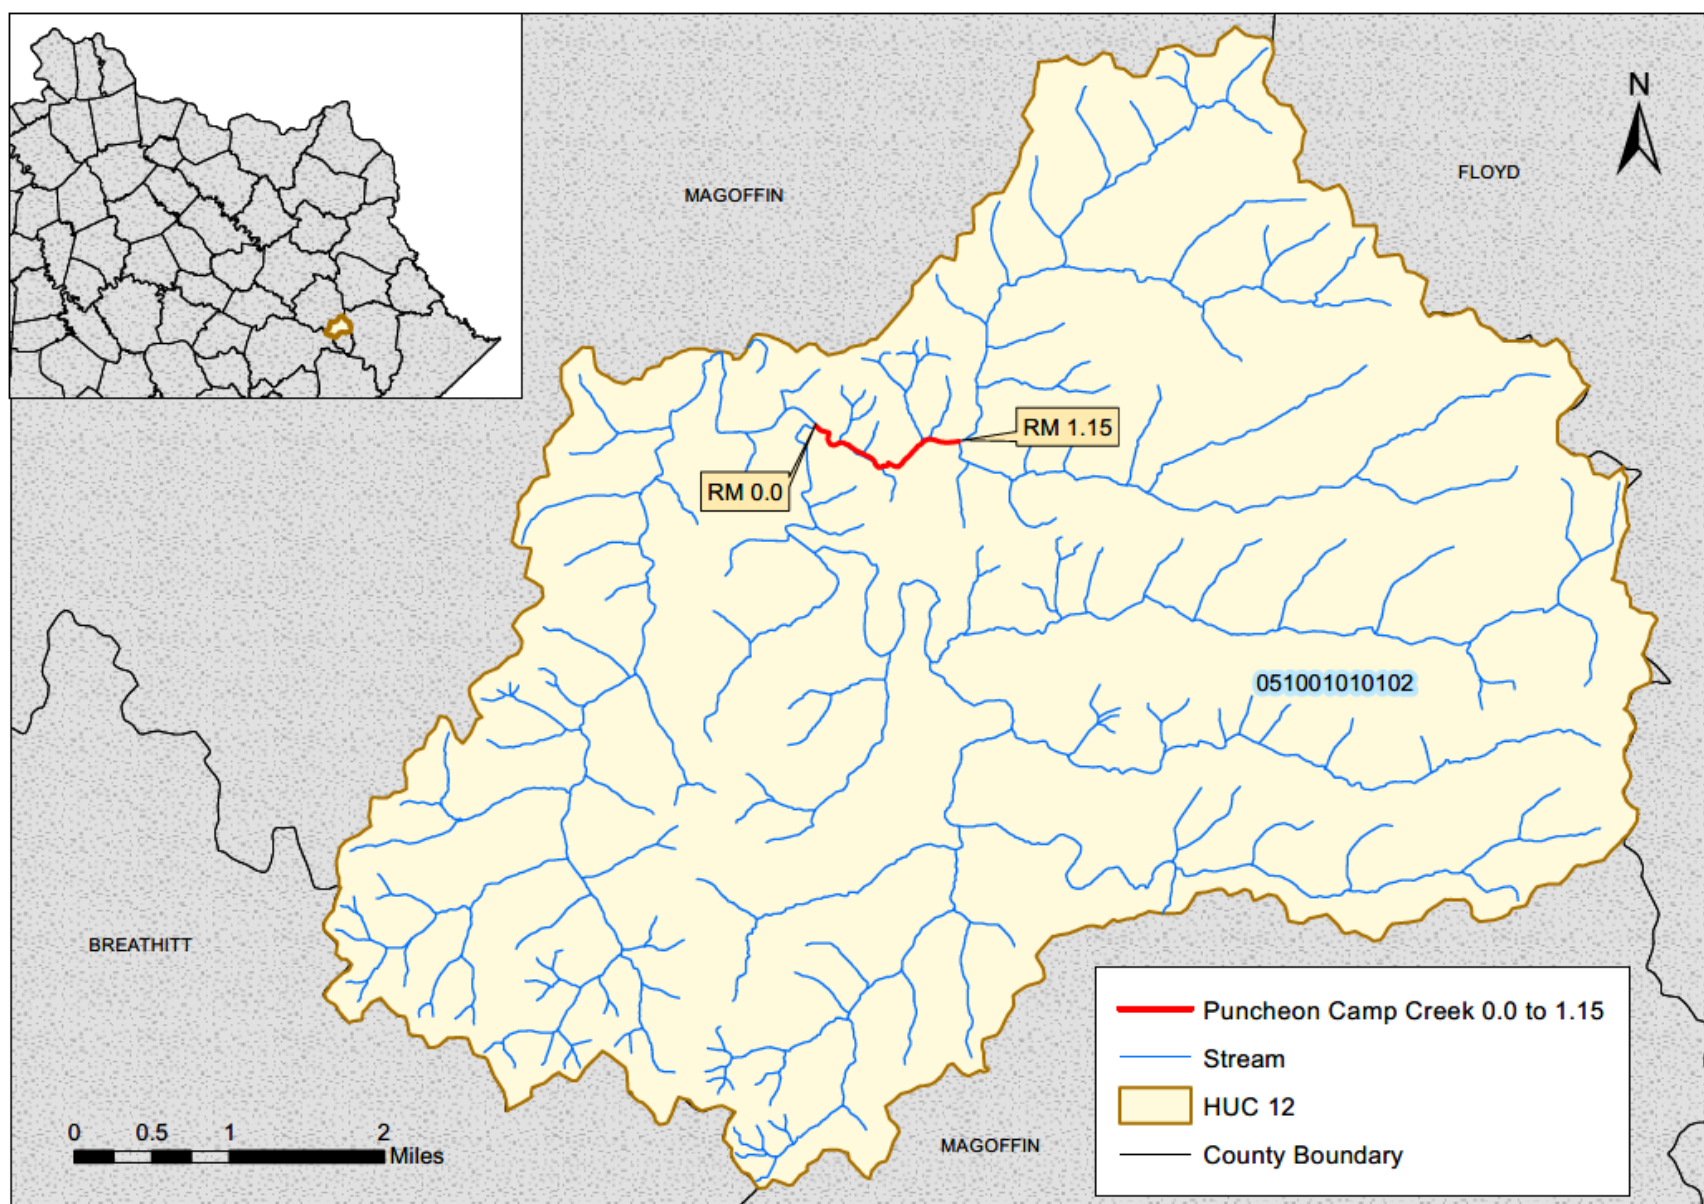 N
MAGOFFIN
FLOYD
RM 1.15
RM 0.0
051001010102
BREATHITT
MAGOFFIN
Puncheon Camp Creek 0.0 to 1.15
Stream
HUC 12
County Boundary
0 0.5 1 2
Miles